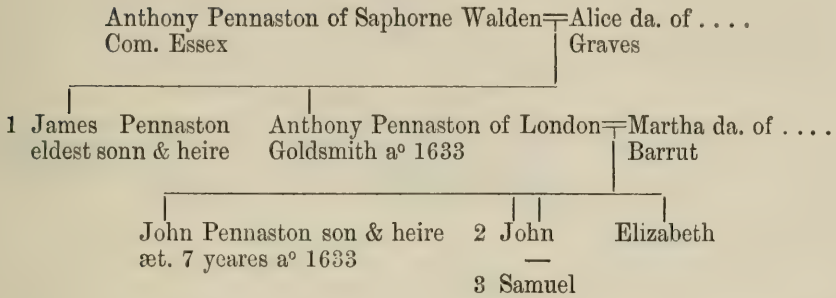 Anthony Pennaston of Saphorne Walden=Alice da. of . . . .
Com. Essex Graves
1 James Pennaston Anthony Pennaston of London=Martha da. of . . . .
eldest sonn & heire Goldsmith aº 1633 Barrut
John Pennaston son & heire 2 John Elizabeth
æt. 7 yeares aº 1633 —
3 Samuel